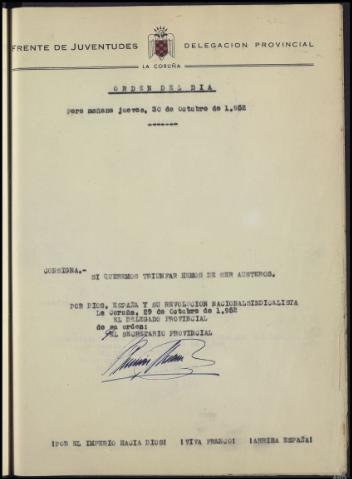 FRENTE DE JUVENTUDES DELEGACION PROVINCIAL
LA CORUÑA
ORDEN DEL DIA
para mañana jueves, 30 de Octubre de 1.952
CONSIGNA.-
SI QUEREMOS TRIUNFAR HEMOS DE SER AUSTEROS.
POR DIOS, ESPAÑA Y SU REVOLUCION NACIONALSINDICALISTA
La Coruña, 29 de Octubre de 1.952
EL DELEGADO PROVINCIAL
de su orden:
EL SECRETARIO PROVINCIAL
¡POR EL IMPERIO HACIA DIOS! ¡VIVA FRANCO! ¡ARRIBA ESPAÑA!